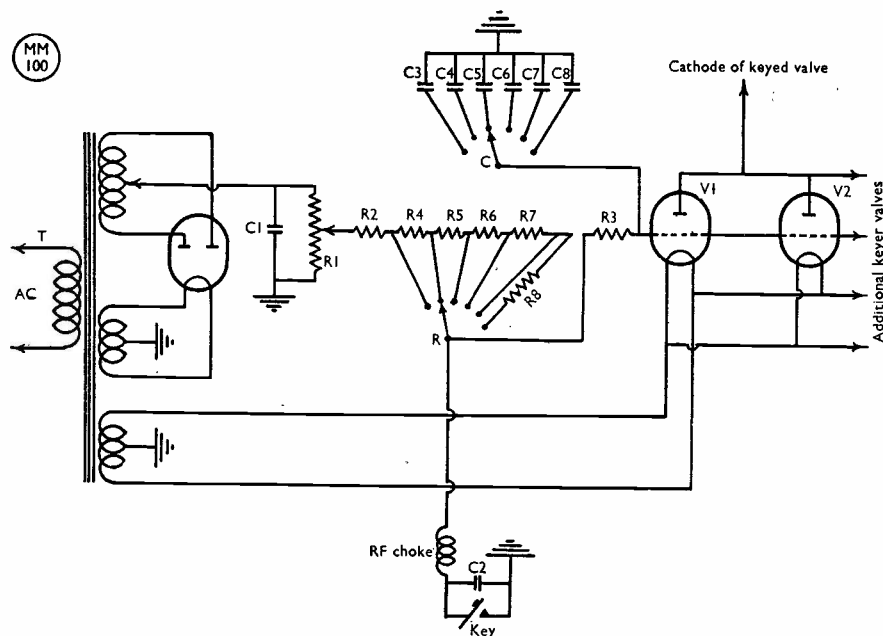 MM
100
C3 C4 C5 C6 C7 C8
Cathode of keyed valve
C
V1 V2
T
AC
C1
R1
R2 R4 R5 R6 R7 R3
R8
R
Additional keyer valves
RF choke
C2
Key